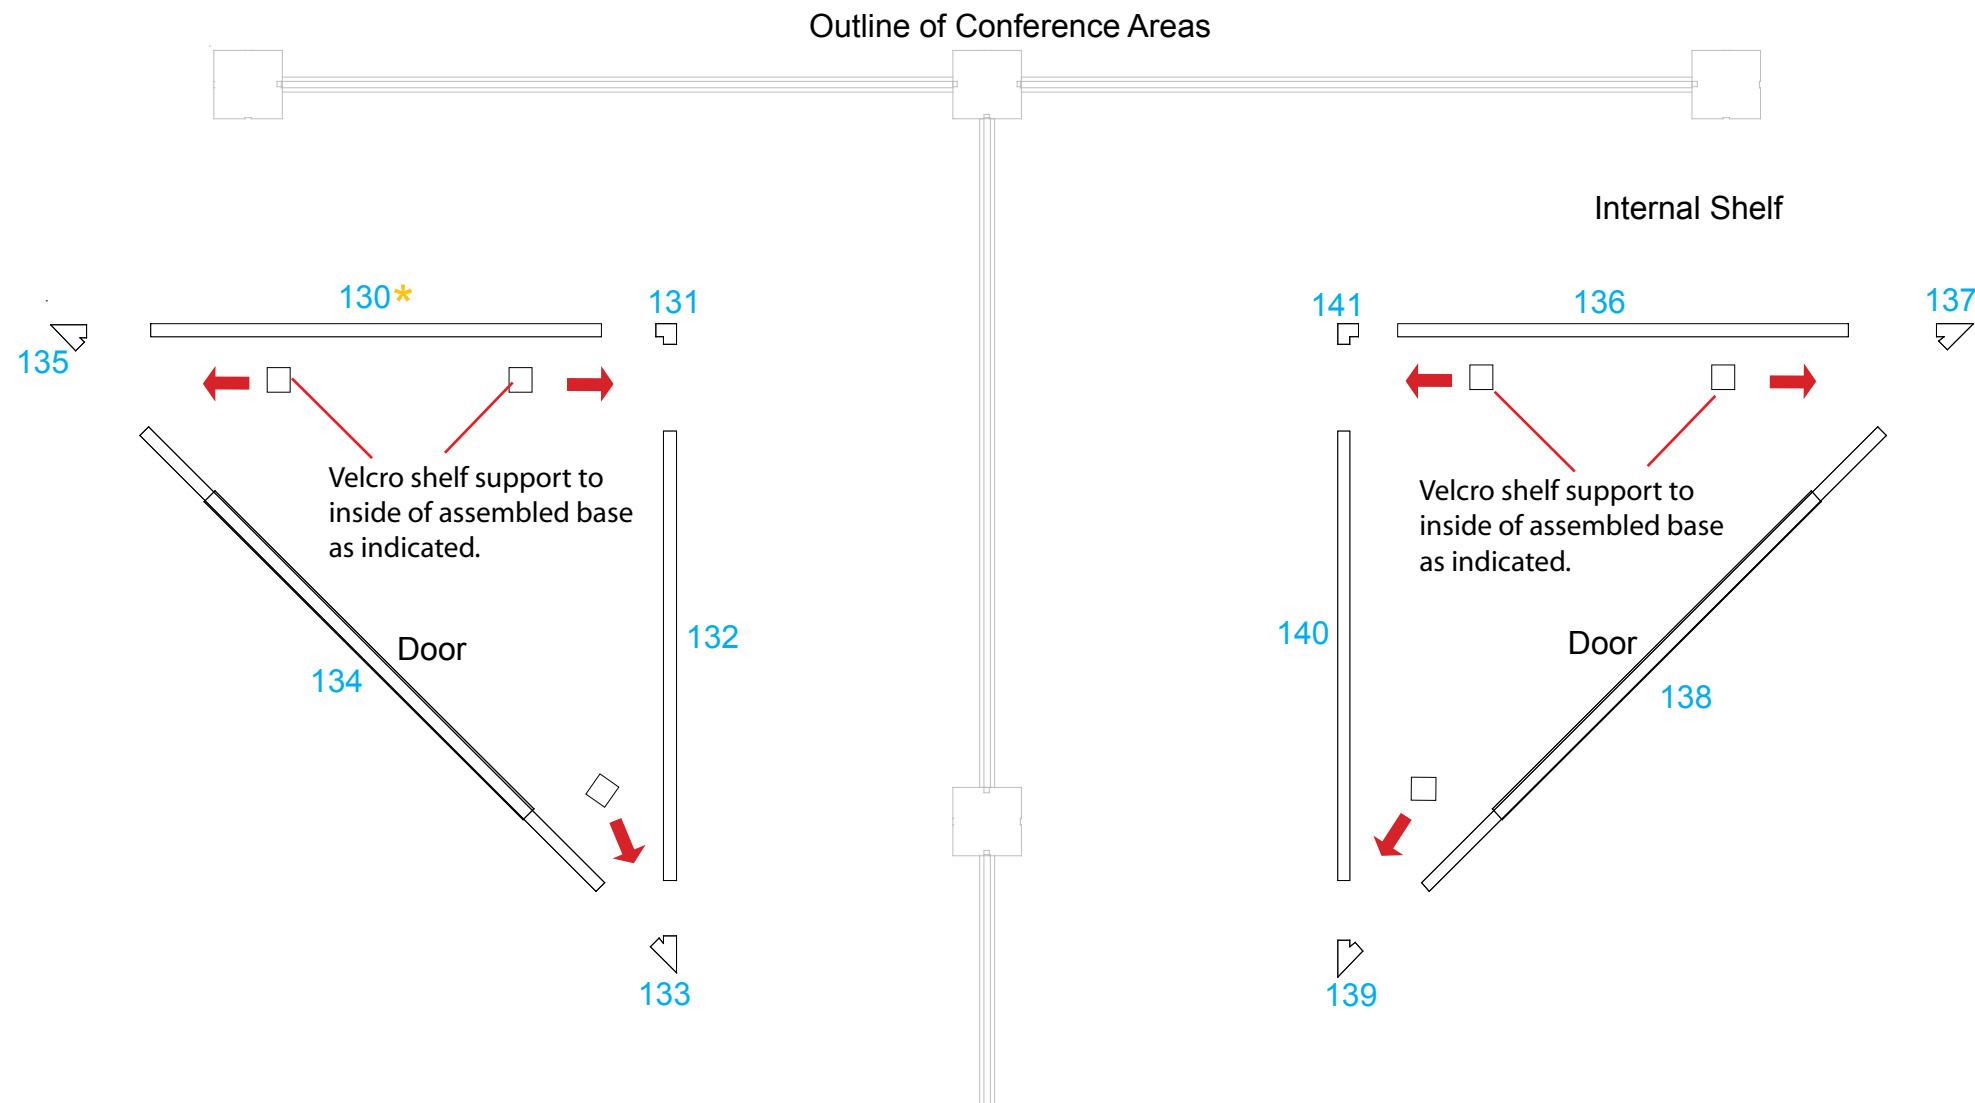 Outline of Conference Areas
Internal Shelf
130*
131
141
136
137
135
Velcro shelf support to
inside of assembled base
as indicated.
Velcro shelf support to
inside of assembled base
as indicated.
Door
132
134
140
Door
138
133
139